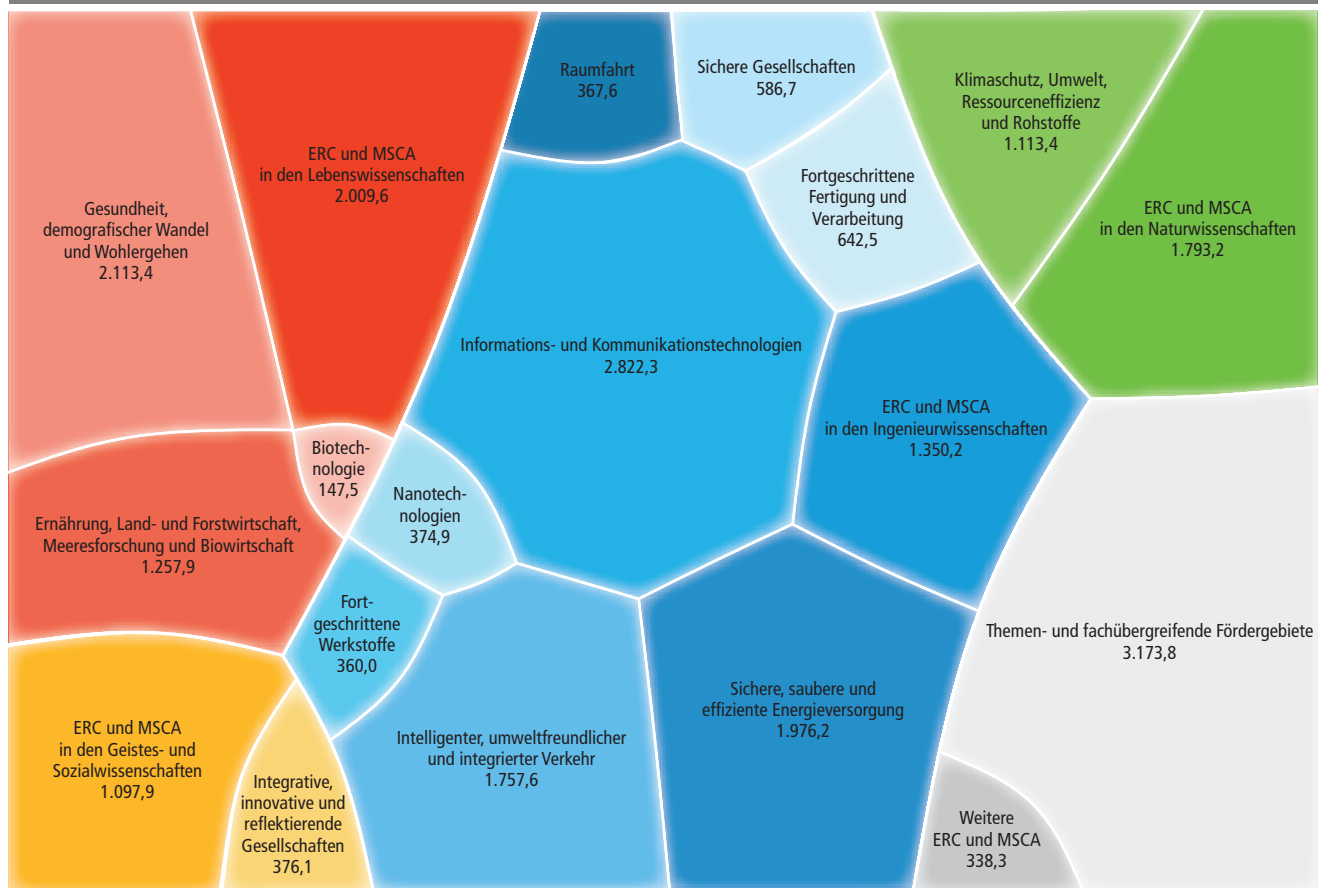 Raumfahrt
367,6
Sichere Gesellschaften
586,7
Klimaschutz, Umwelt,
Ressourceneffizienz
und Rohstoffe
1.113,4
ERC und MSCA
in den Lebenswissenschaften
2.009,6
Fortgeschrittene
Fertigung und
Verarbeitung
642,5
Gesundheit,
demografischer Wandel
und Wohlergehen
2.113,4
ERC und MSCA
in den Naturwissenschaften
1.793,2
Informations- und Kommunikationstechnologien
2.822,3
ERC und MSCA
in den Ingenieurwissenschaften
1.350,2
Biotech-
nologie
147,5
Nanotech-
nologien
374,9
Ernährung, Land- und Forstwirtschaft,
Meeresforschung und Biowirtschaft
1.257,9
Fort-
geschrittene
Werkstoffe
360,0
Themen- und fachübergreifende Fördergebiete
3.173,8
Sichere, saubere und
effiziente Energieversorgung
1.976,2
ERC und MSCA
in den Geistes- und
Sozialwissenschaften
1.097,9
Intelligenter, umweltfreundlicher
und integrierter Verkehr
1.757,6
Integrative,
innovative und
reflektierende
Gesellschaften
376,1
Weitere
ERC und MSCA
338,3